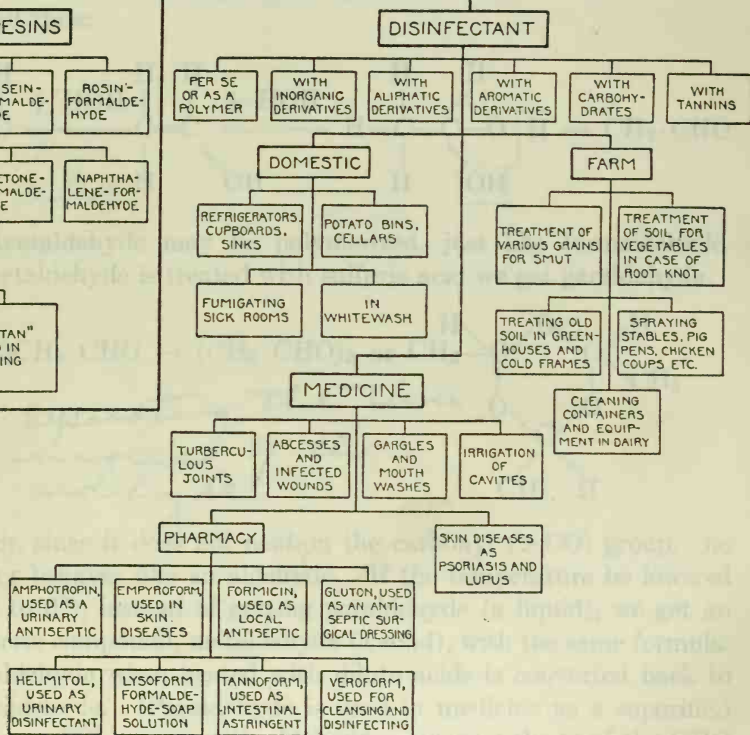 ESINS
DISINFECTANT
SEIN-
MALDE-
DE
ROSIN-
FORMALDE-
HYDE
PER SE
OR AS A
POLYMER
WITH
INORGANIC
DERIVATIVES
WITH
ALIPHATIC
DERIVATIVES
WITH
AROMATIC
DERIVATIVES
WITH
CARBOHY-
DRATES
WITH
TANNINS
ETONE-
MALDE-
E
NAPHTHA-
LENE-FOR-
MALDEHYDE
DOMESTIC
FARM
REFRIGERATORS,
CUPBOARDS,
SINKS
POTATO BINS,
CELLARS
FUMIGATING
SICK ROOMS
IN
WHITEWASH
TREATMENT OF
VARIOUS GRAINS
FOR SMUT
TREATMENT
OF SOIL FOR
VEGETABLES
IN CASE OF
ROOT KNOT
TREATING OLD
SOIL IN GREEN-
HOUSES AND
COLD FRAMES
SPRAYING
STABLES, PIG
PENS, CHICKEN
COUPS ETC.
CLEANING
CONTAINERS
AND EQUIP-
MENT IN DAIRY
TAN"
IN
ING
MEDICINE
TURBERCU-
LOUS
JOINTS
ABCESSES
AND
INFECTED
WOUNDS
GARGLES
AND
MOUTH
WASHES
IRRIGATION
OF
CAVITIES
PHARMACY
SKIN DISEASES
AS
PSORIASIS AND
LUPUS
AMPHOTROPIN,
USED AS A
URINARY
ANTISEPTIC
EMPYROFORM,
USED IN
SKIN
DISEASES
FORMICIN,
USED AS
LOCAL
ANTISEPTIC
GLUTON, USED
AS AN ANTI-
SEPTIC SUR-
GICAL DRESSING
HELMITOL
USED AS
URINARY
DISINFECTANT
LYSOFORM
FORMALDE-
HYDE-SOAP
SOLUTION
TANNOFORM,
USED AS
INTESTINAL
ASTRINGENT
VEROFORM,
USED FOR
CLEANSING AND
DISINFECTING